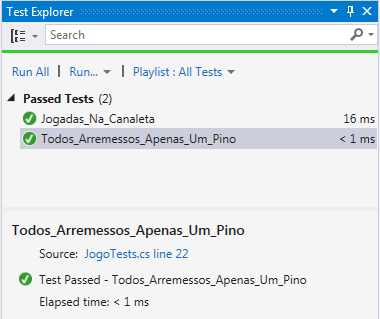 Test Explorer
Search
Run All | Run... | Playlist : All Tests
Passed Tests (2)
Jogadas_Na_Canaleta 16 ms
Todos_Arremessos_Apenas_Um_Pino < 1 ms
Todos_Arremessos_Apenas_Um_Pino
Source: JogoTests.cs line 22
Test Passed - Todos_Arremessos_Apenas_Um_Pino
Elapsed time: < 1 ms